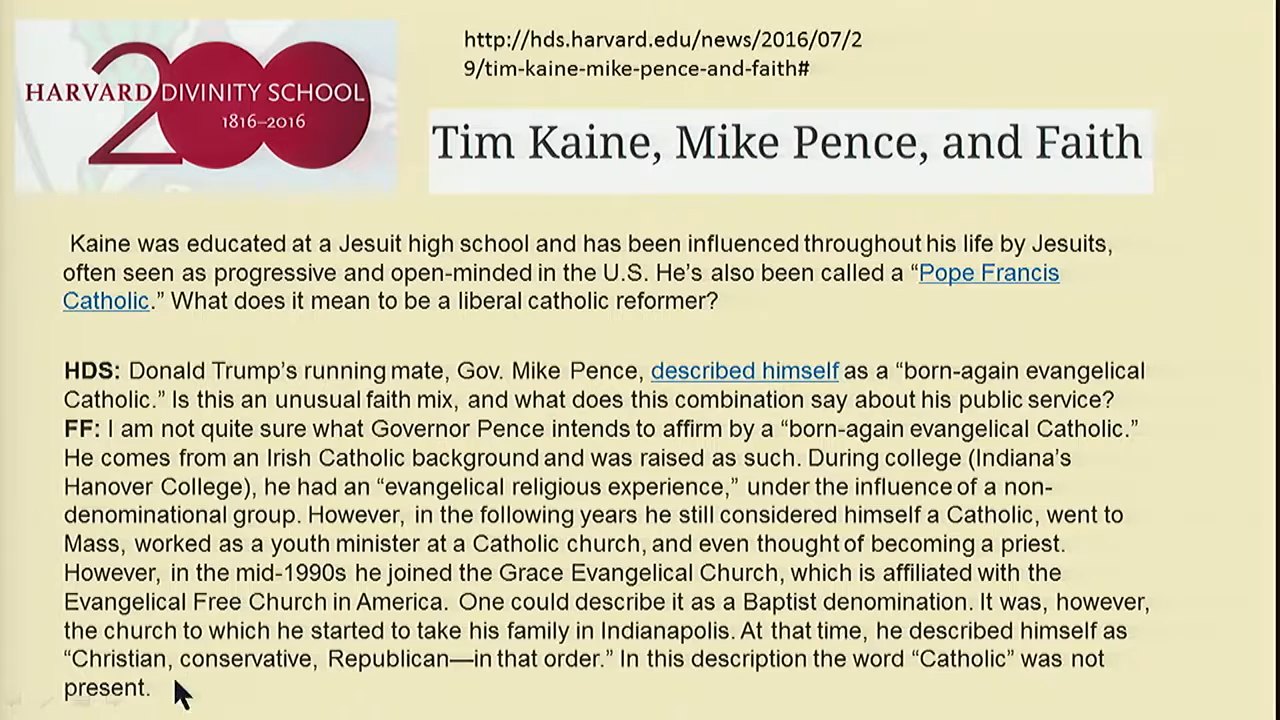 http://hds.harvard.edu/news/2016/07/2
9/tim-kaine-mike-pence-and-faith#
200
HARVARD DIVINITY SCHOOL
1816–2016
Tim Kaine, Mike Pence, and Faith
Kaine was educated at a Jesuit high school and has been influenced throughout his life by Jesuits,
often seen as progressive and open-minded in the U.S. He’s also been called a “Pope Francis
Catholic.” What does it mean to be a liberal catholic reformer?
HDS: Donald Trump’s running mate, Gov. Mike Pence, described himself as a “born-again evangelical
Catholic.” Is this an unusual faith mix, and what does this combination say about his public service?
FF: I am not quite sure what Governor Pence intends to affirm by a “born-again evangelical Catholic.”
He comes from an Irish Catholic background and was raised as such. During college (Indiana’s
Hanover College), he had an “evangelical religious experience,” under the influence of a non-
denominational group. However, in the following years he still considered himself a Catholic, went to
Mass, worked as a youth minister at a Catholic church, and even thought of becoming a priest.
However, in the mid-1990s he joined the Grace Evangelical Church, which is affiliated with the
Evangelical Free Church in America. One could describe it as a Baptist denomination. It was, however,
the church to which he started to take his family in Indianapolis. At that time, he described himself as
“Christian, conservative, Republican—in that order.” In this description the word “Catholic” was not
present.